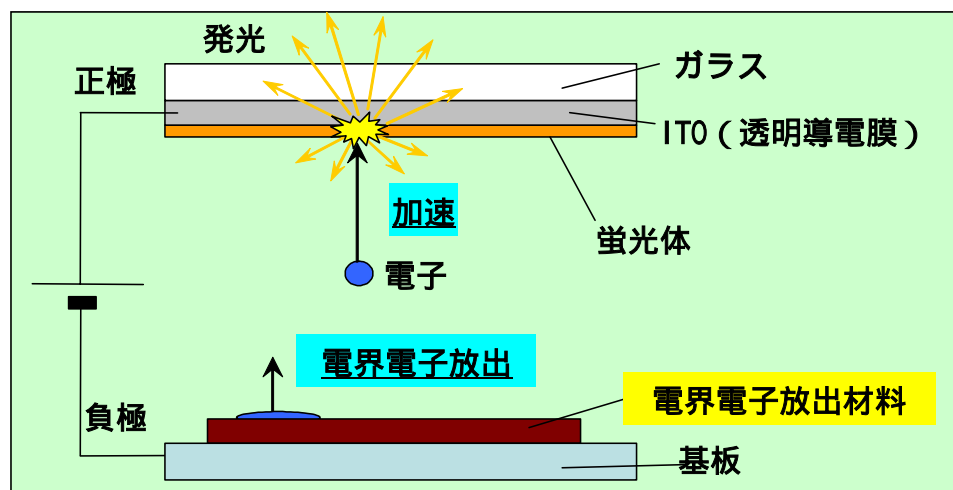 発光
ガラス
正極
ITO(透明導電膜)
加速
蛍光体
電子
電界電子放出
電界電子放出材料
負極
基板